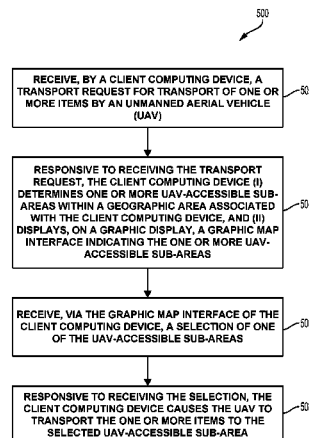 500
RECEIVE, BY A CLIENT COMPUTING DEVICE, A
TRANSPORT REQUEST FOR TRANSPORT OF ONE OR
MORE ITEMS BY AN UNMANNED AERIAL VEHICLE
(UAV)
50
RESPONSIVE TO RECEIVING THE TRANSPORT
REQUEST, THE CLIENT COMPUTING DEVICE (I)
DETERMINES ONE OR MORE UAV-ACCESSIBLE SUB-
AREAS WITHIN A GEOGRAPHIC AREA ASSOCIATED
WITH THE CLIENT COMPUTING DEVICE, AND (II)
DISPLAYS, ON A GRAPHIC DISPLAY, A GRAPHIC MAP
INTERFACE INDICATING THE ONE OR MORE UAV-
ACCESSIBLE SUB-AREAS
50
RECEIVE, VIA THE GRAPHIC MAP INTERFACE OF THE
CLIENT COMPUTING DEVICE, A SELECTION OF ONE
OF THE UAV-ACCESSIBLE SUB-AREAS
50
RESPONSIVE TO RECEIVING THE SELECTION, THE
CLIENT COMPUTING DEVICE CAUSES THE UAV TO
TRANSPORT THE ONE OR MORE ITEMS TO THE
SELECTED UAV-ACCESSIBLE SUB-AREA
50